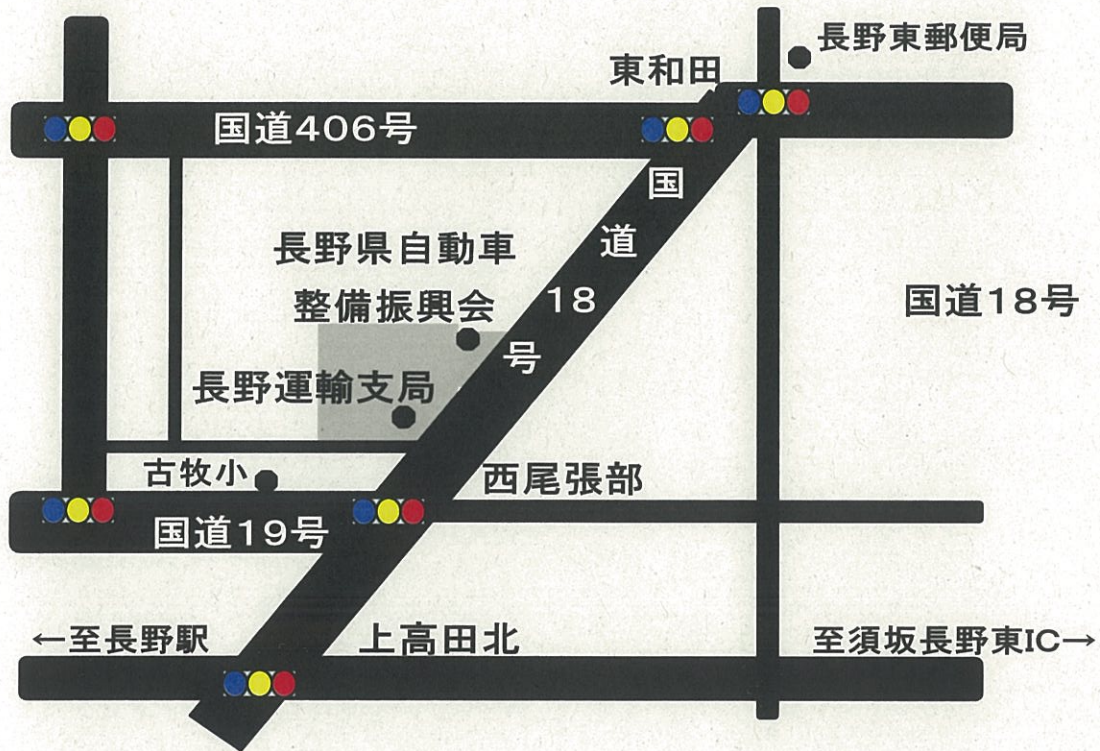 長野東郵便局
東和田
国道406号
国道18号
長野県自動車
整備振興会
国道18号
長野運輸支局
古牧小
西尾張部
国道19号
←至長野駅
上高田北
至須坂長野東IC→